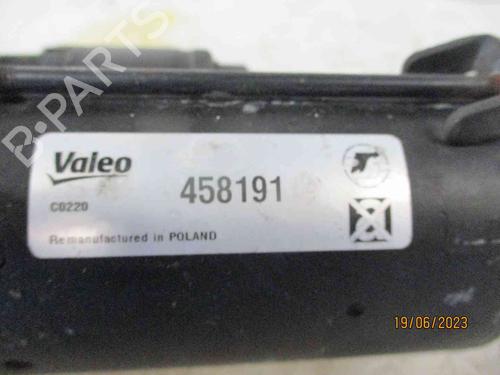 B-PARTS
Valeo
458191
C0220
Remanufactured in POLAND
19/06/2023